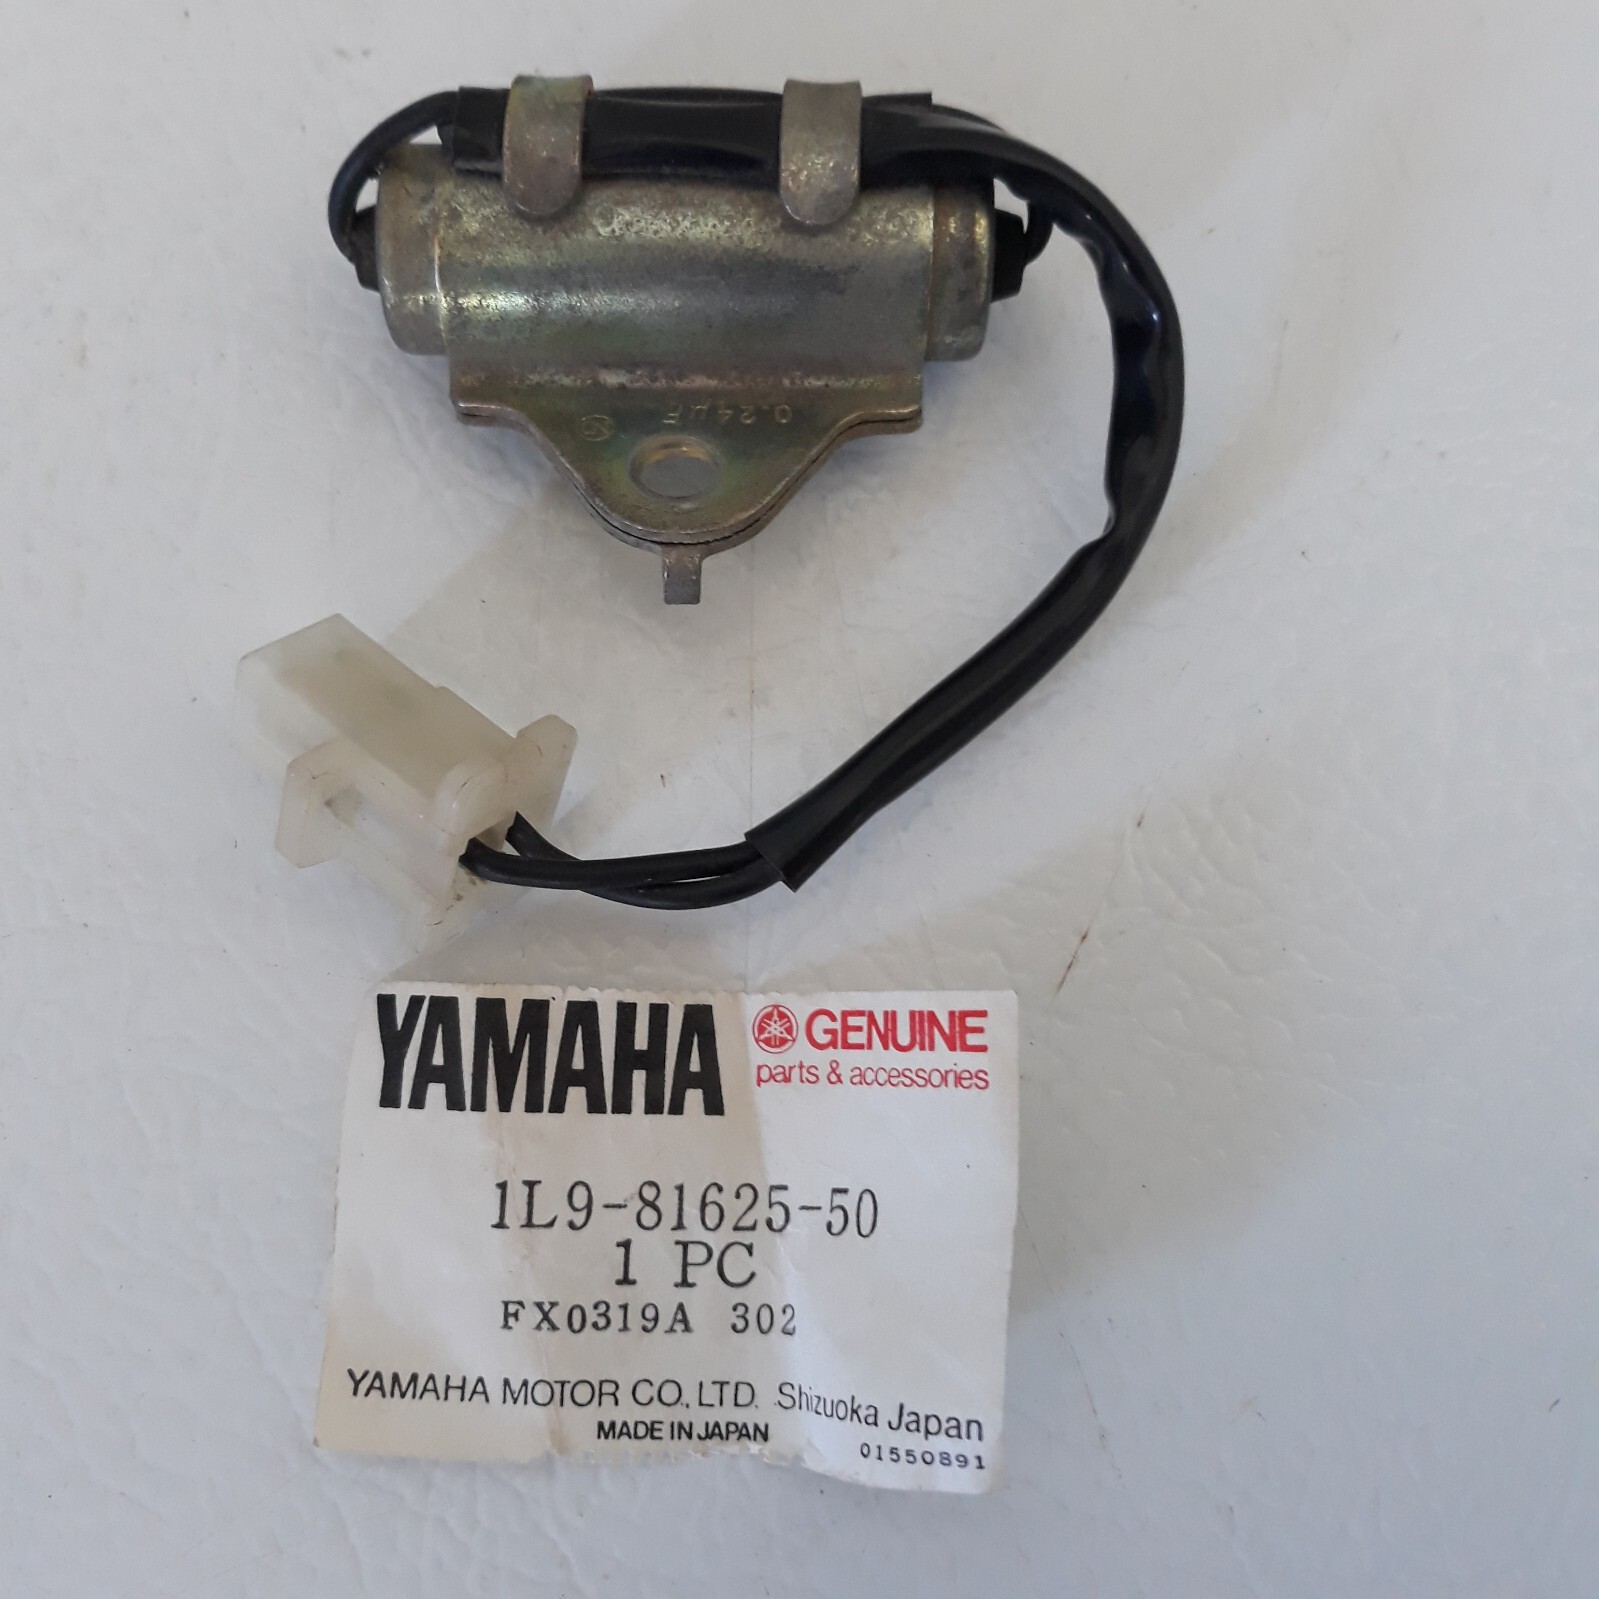 0.24µF
YAMAHA
GENUINE
parts & accessories
1L9-81625-50
1 PC
FX0319A 302
YAMAHA MOTOR CO., LTD. Shizuoka Japan
MADE IN JAPAN
01550891